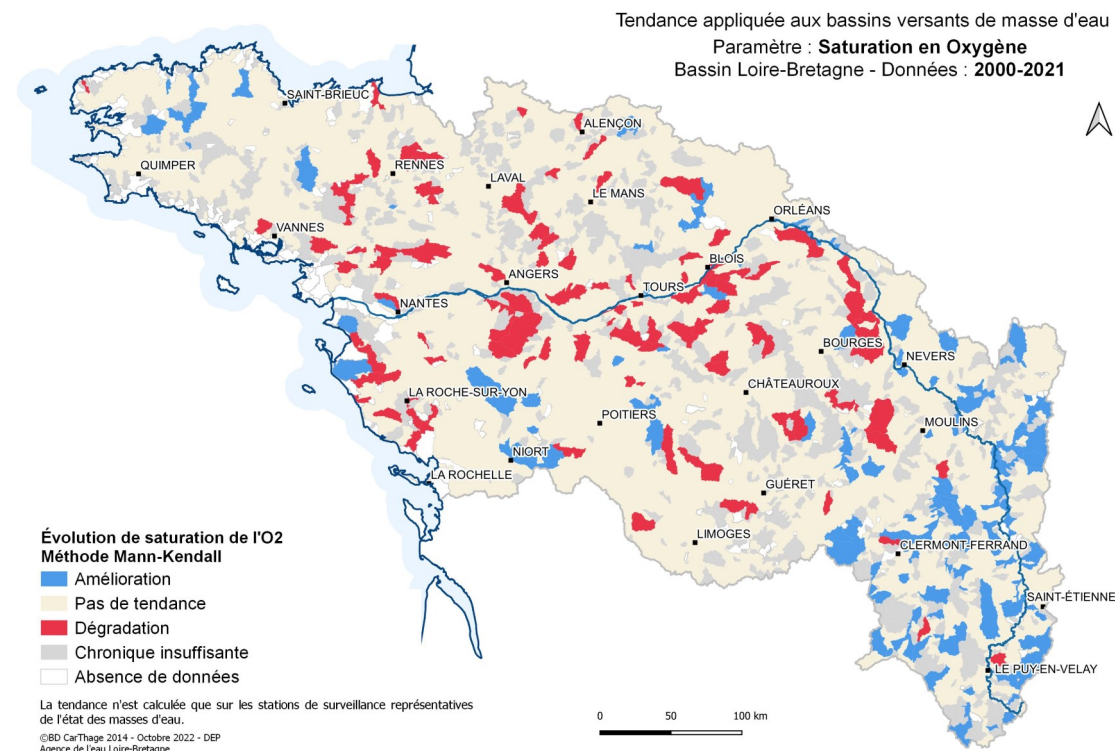 Tendance appliquée aux bassins versants de masse d'eau
Paramètre : Saturation en Oxygène
Bassin Loire-Bretagne - Données : 2000-2021
SAINT-BRIEUC
ALENÇON
QUIMPER
RENNES
LAVAL
LE MANS
ORLÉANS
VANNES
BLOIS
ANGERS
TOURS
NANTES
BOURGES
NEVERS
CHÂTEAUROUX
LA ROCHE-SUR-YON
POITIERS
MOULINS
NIORT
LA ROCHELLE
GUÉRET
LIMOGES
CLERMONT-FERRAND
SAINT-ÉTIENNE
LE PUY-EN-VELAY
Évolution de saturation de l'O2
Méthode Mann-Kendall
Amélioration
Pas de tendance
Dégradation
Chronique insuffisante
Absence de données
La tendance n'est calculée que sur les stations de surveillance représentatives
de l'état des masses d'eau.
©BD CarThage 2014 - Octobre 2022 - DEP
Agence de l'eau Loire-Bretagne
0 50 100 km